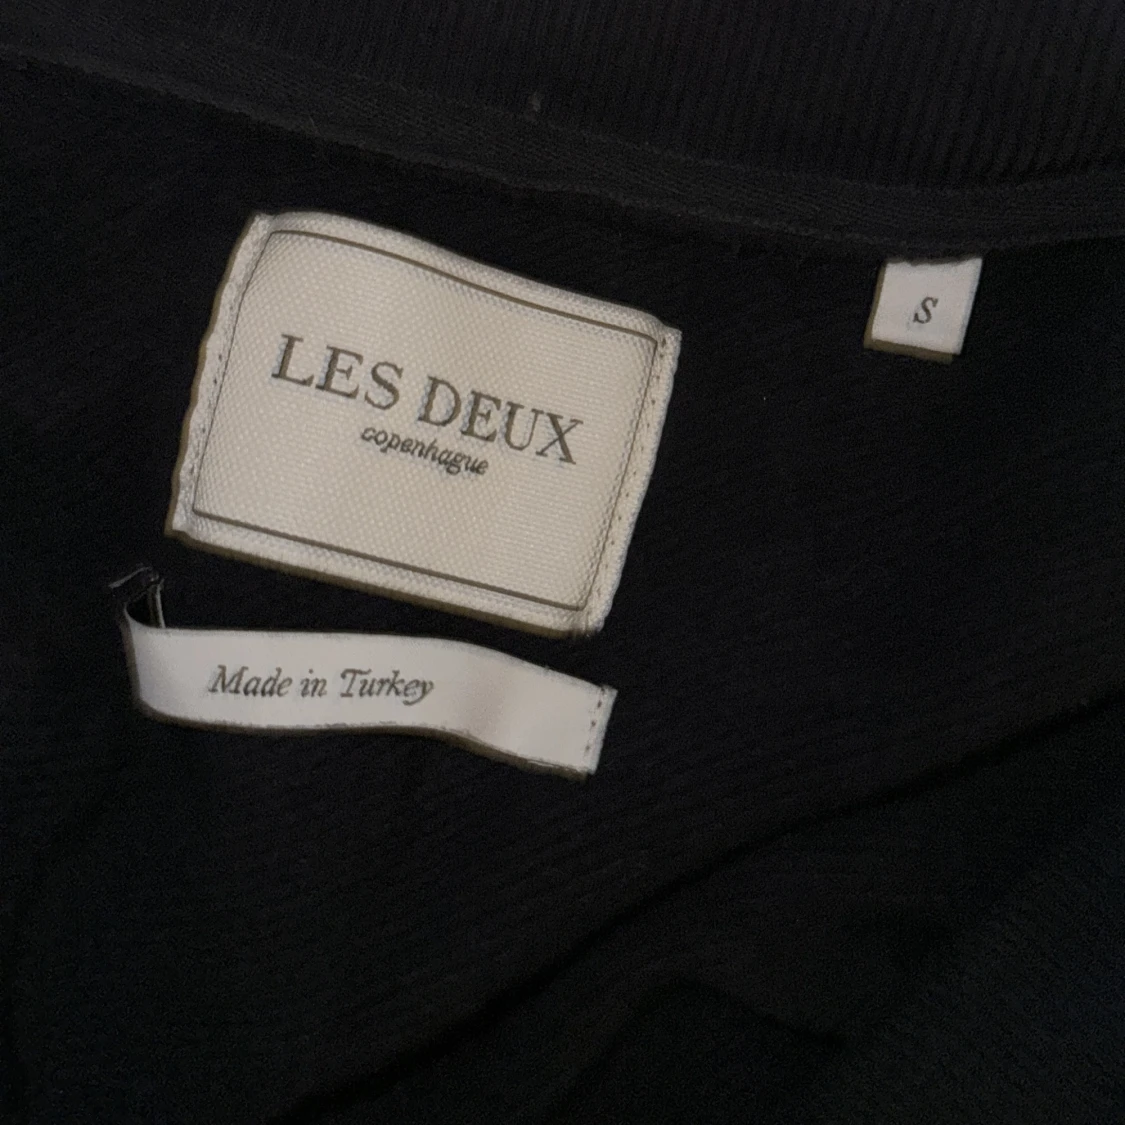 LES DEUX
copenhague
S
Made in Turkey